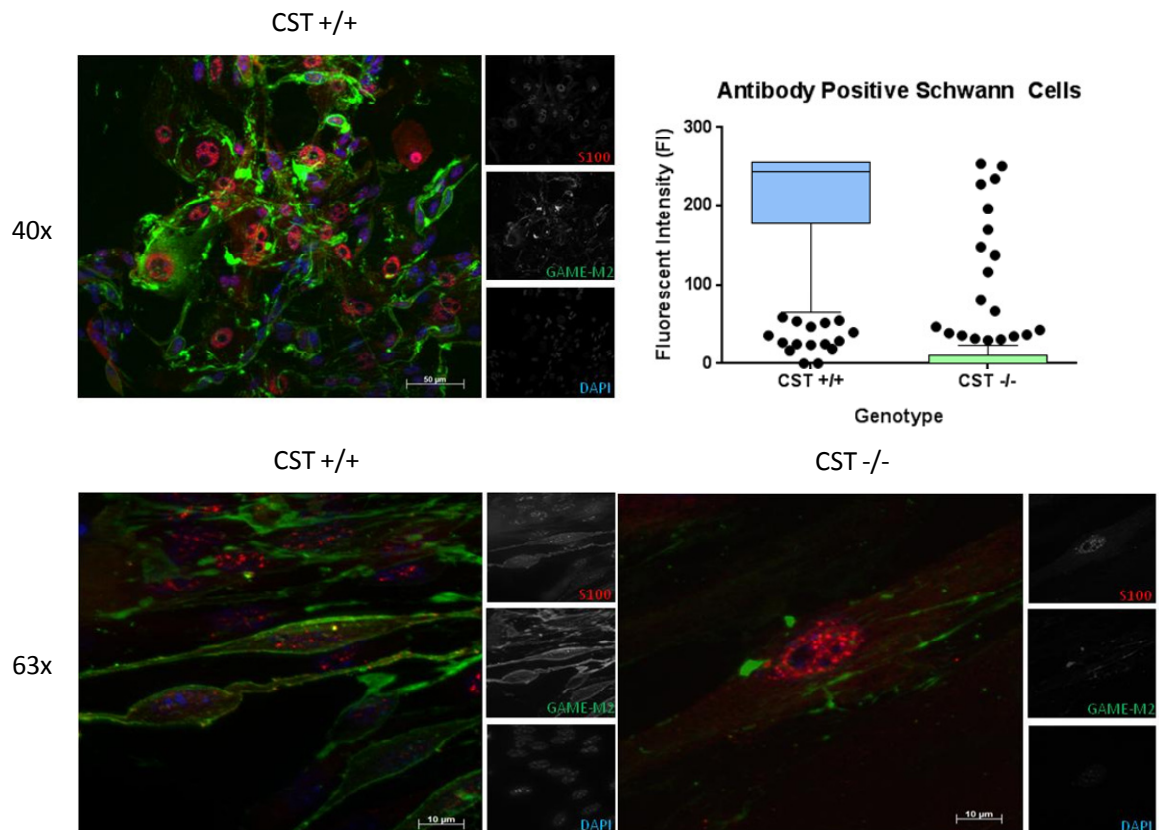 CST +/+
40x
S100
GAME-M2
DAPI
50 µm
Antibody Positive Schwann Cells
Fluorescent Intensity (FI)
300
200
100
0
CST +/+
CST -/-
Genotype
CST +/+
CST -/-
63x
S100
GAME-M2
DAPI
10 µm
S100
GAME-M2
DAPI
10 µm